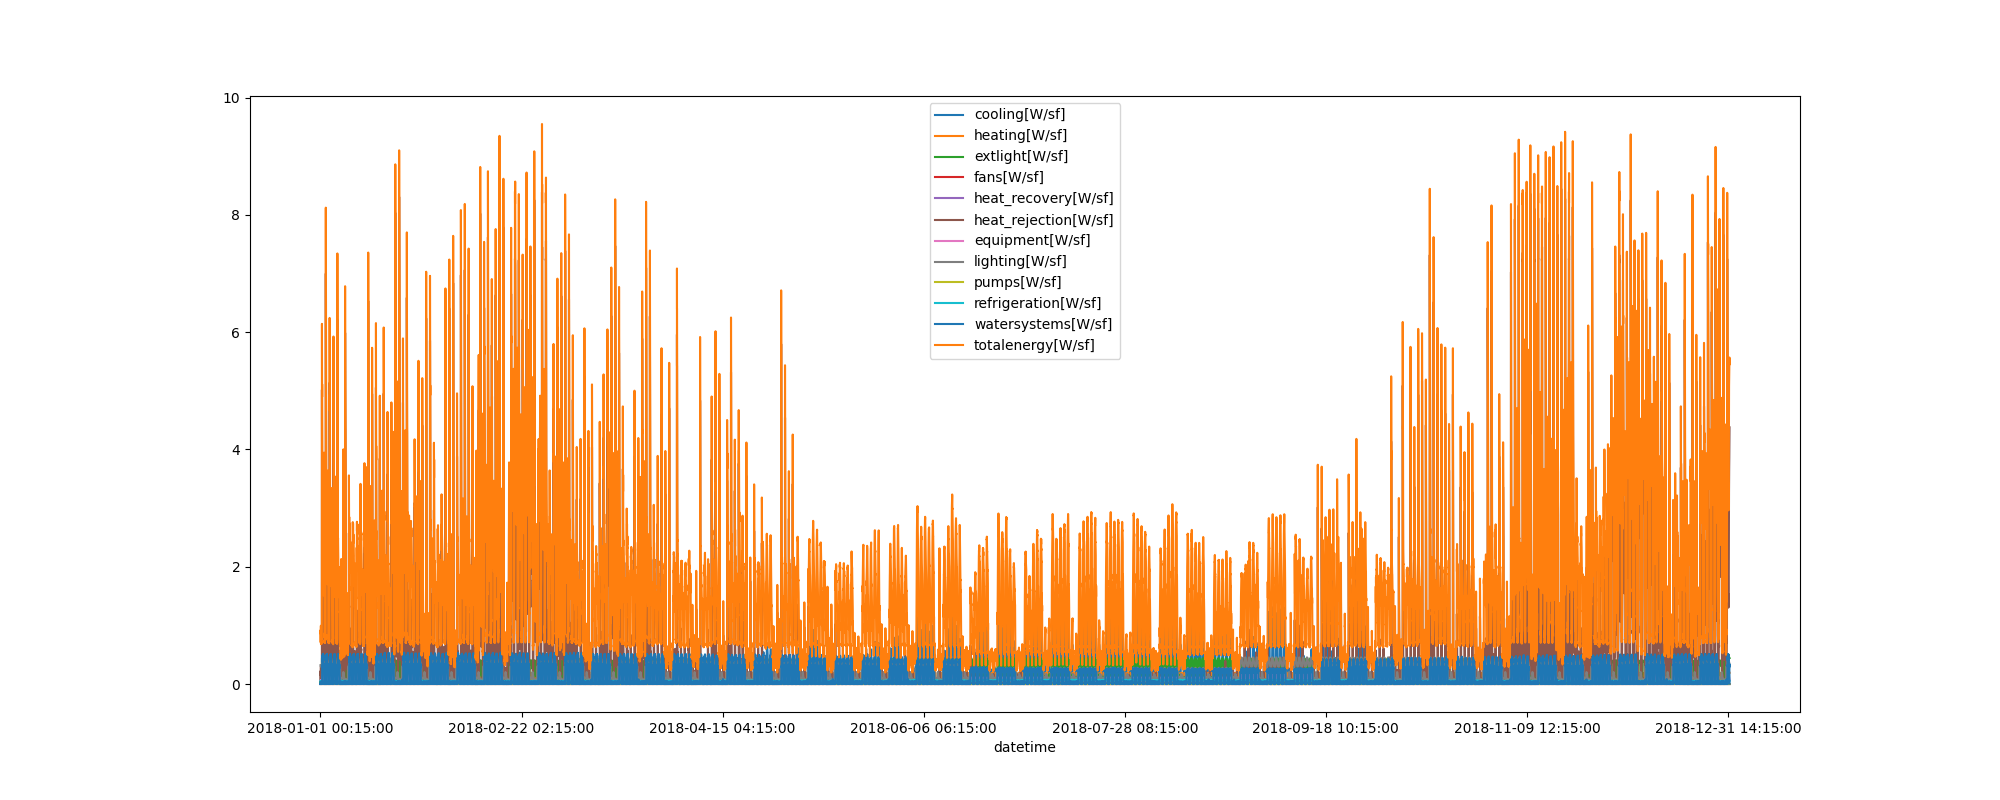 10
8
6
4
2
0
cooling[W/sf]
heating[W/sf]
extlight[W/sf]
fans[W/sf]
heat_recovery[W/sf]
heat_rejection[W/sf]
equipment[W/sf]
lighting[W/sf]
pumps[W/sf]
refrigeration[W/sf]
watersystems[W/sf]
totalenergy[W/sf]
2018-01-01 00:15:00 2018-02-22 02:15:00 2018-04-15 04:15:00 2018-06-06 06:15:00 2018-07-28 08:15:00 2018-09-18 10:15:00 2018-11-09 12:15:00 2018-12-31 14:15:00
datetime